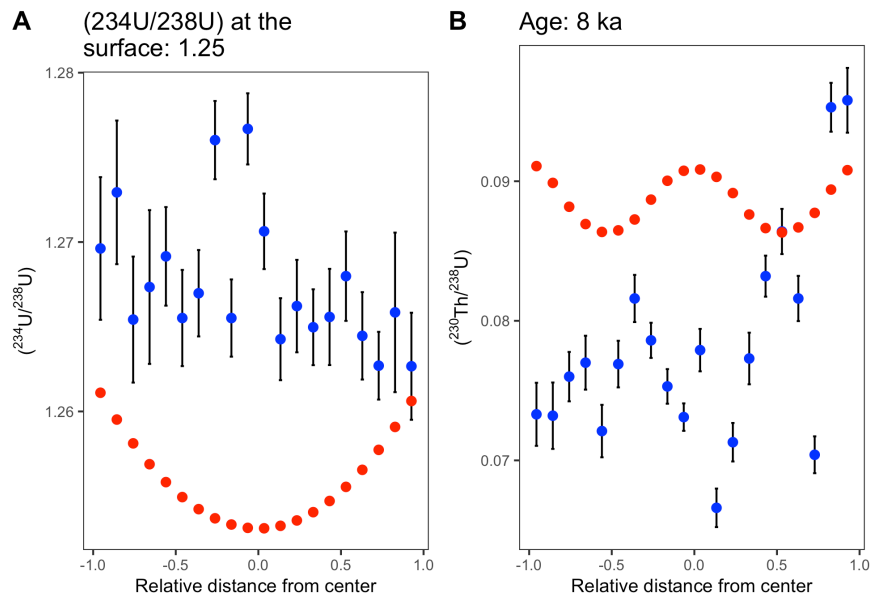 A
(234U/238U) at the
surface: 1.25
1.28
1.27
1.26
(²³⁴U/²³⁸U)
-1.0 -0.5 0.0 0.5 1.0
Relative distance from center
B
Age: 8 ka
0.09
0.08
0.07
(²³⁰Th/²³⁸U)
-1.0 -0.5 0.0 0.5 1.0
Relative distance from center